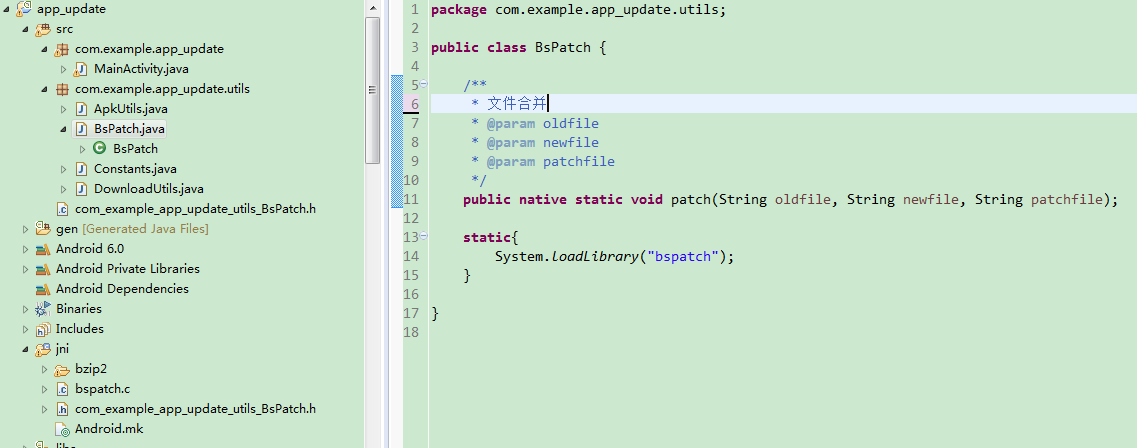 app_update
src
com.example.app_update
MainActivity.java
com.example.app_update.utils
ApkUtils.java
BsPatch.java
BsPatch
Constants.java
DownloadUtils.java
com_example_app_update_utils_BsPatch.h
gen [Generated Java Files]
Android 6.0
Android Private Libraries
Android Dependencies
Binaries
Includes
jni
bzip2
bspatch.c
com_example_app_update_utils_BsPatch.h
Android.mk
1 package com.example.app_update.utils;
2
3 public class BsPatch {
4
5 /**
6 * 文件合并
7 * @param oldfile
8 * @param newfile
9 * @param patchfile
10 */
11 public native static void patch(String oldfile, String newfile, String patchfile);
12
13 static{
14 System.loadLibrary("bspatch");
15 }
16
17 }
18